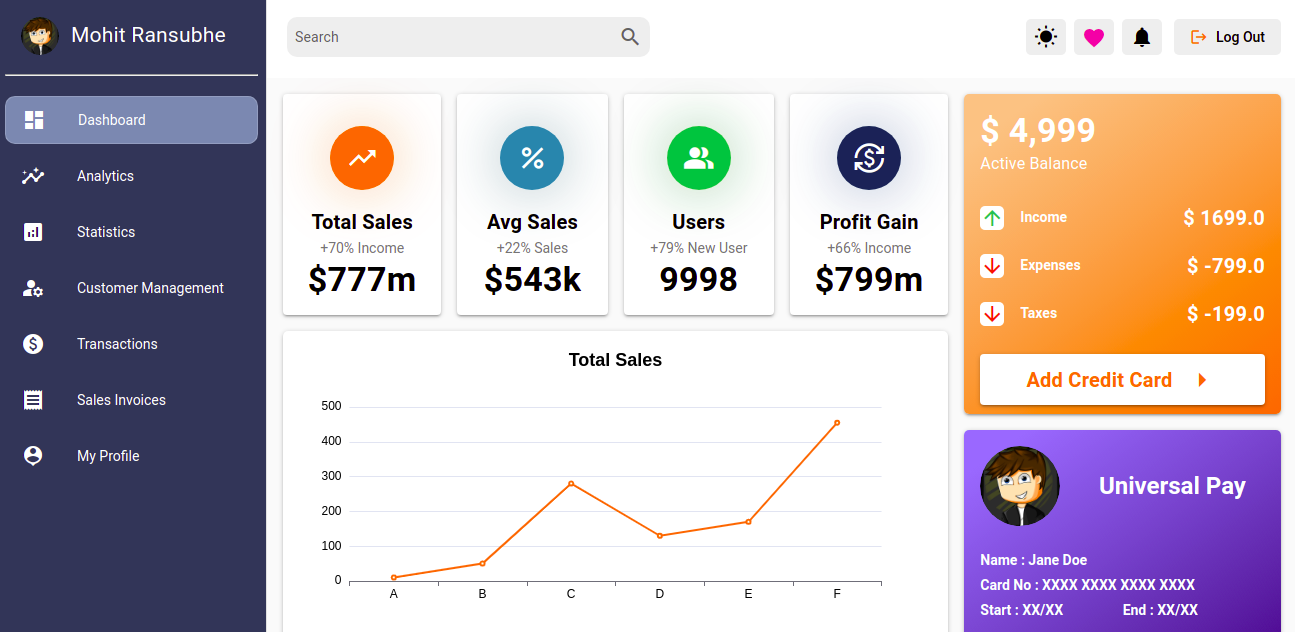 Mohit Ransubhe
Dashboard
Analytics
Statistics
Customer Management
Transactions
Sales Invoices
My Profile
Search
Log Out
Total Sales
+70% Income
$777m
Avg Sales
+22% Sales
$543k
Users
+79% New User
9998
Profit Gain
+66% Income
$799m
Total Sales
500
400
300
200
100
0
A B C D E F
$ 4,999
Active Balance
Income $ 1699.0
Expenses $ -799.0
Taxes $ -199.0
Add Credit Card
Universal Pay
Name : Jane Doe
Card No : XXXX XXXX XXXX XXXX
Start : XX/XX End : XX/XX